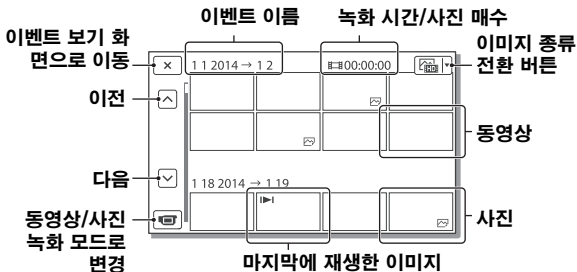 이벤트 이름
녹화 시간/사진 매수
이벤트 보기 화
면으로 이동
이미지 종류
전환 버튼
1 1 2014 → 1 2
00:00:00
이전
동영상
다음
1 18 2014 → 1 19
동영상/사진
녹화 모드로
변경
사진
마지막에 재생한 이미지